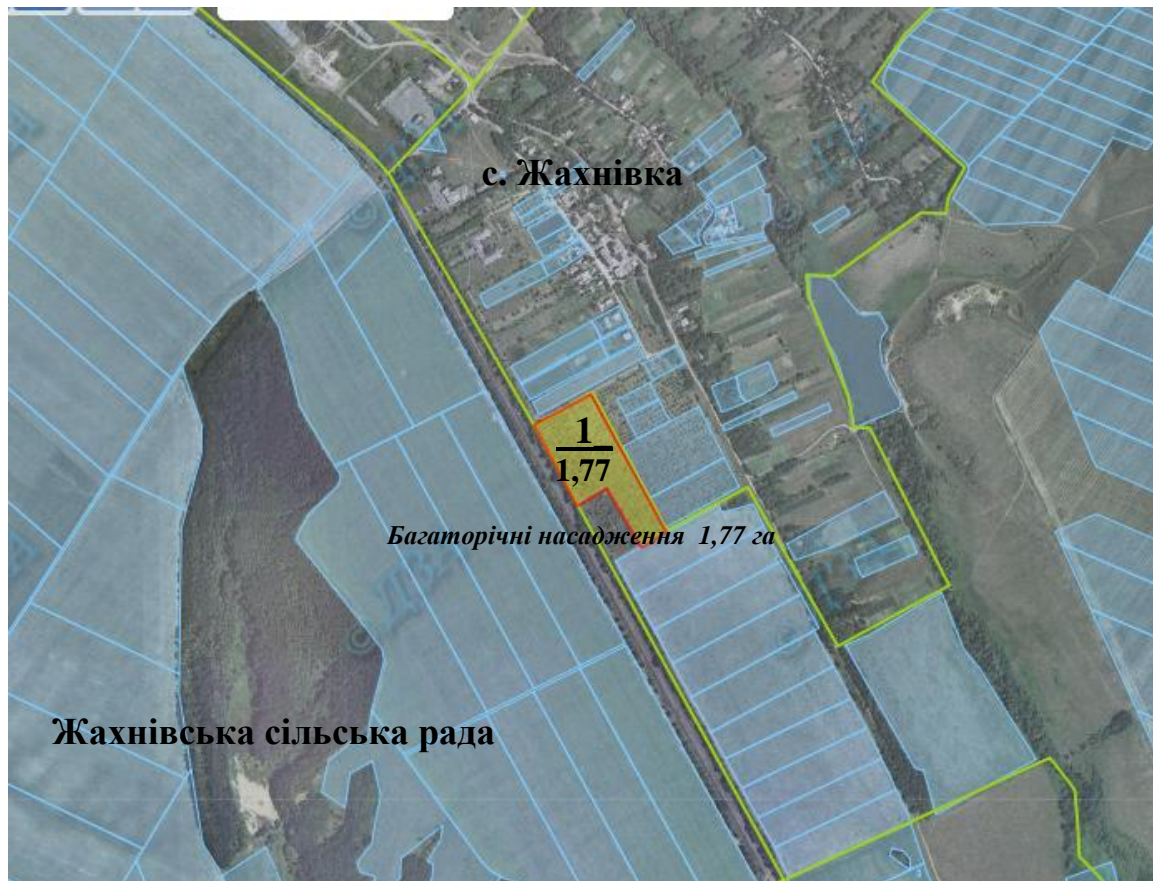 с. Жахнівка
1
1,77
Багаторічні насадження 1,77 га
Жахнівська сільська рада